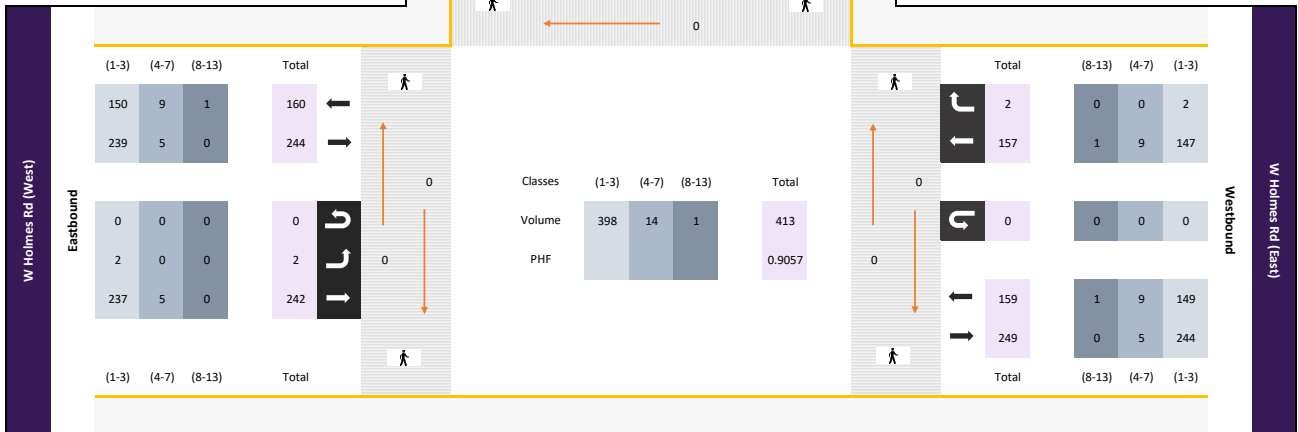 0
(1-3) (4-7) (8-13) Total
150 9 1 160
239 5 0 244
0 0 0 0
2 0 0 2
237 5 0 242
(1-3) (4-7) (8-13) Total
W Holmes Rd (West)
Eastbound
0
0
Classes (1-3) (4-7) (8-13) Total
Volume 398 14 1 413
PHF 0.9057
0
0
Total (8-13) (4-7) (1-3)
2 0 0 2
157 1 9 147
0 0 0 0
159 1 9 149
249 0 5 244
Total (8-13) (4-7) (1-3)
Westbound
W Holmes Rd (East)